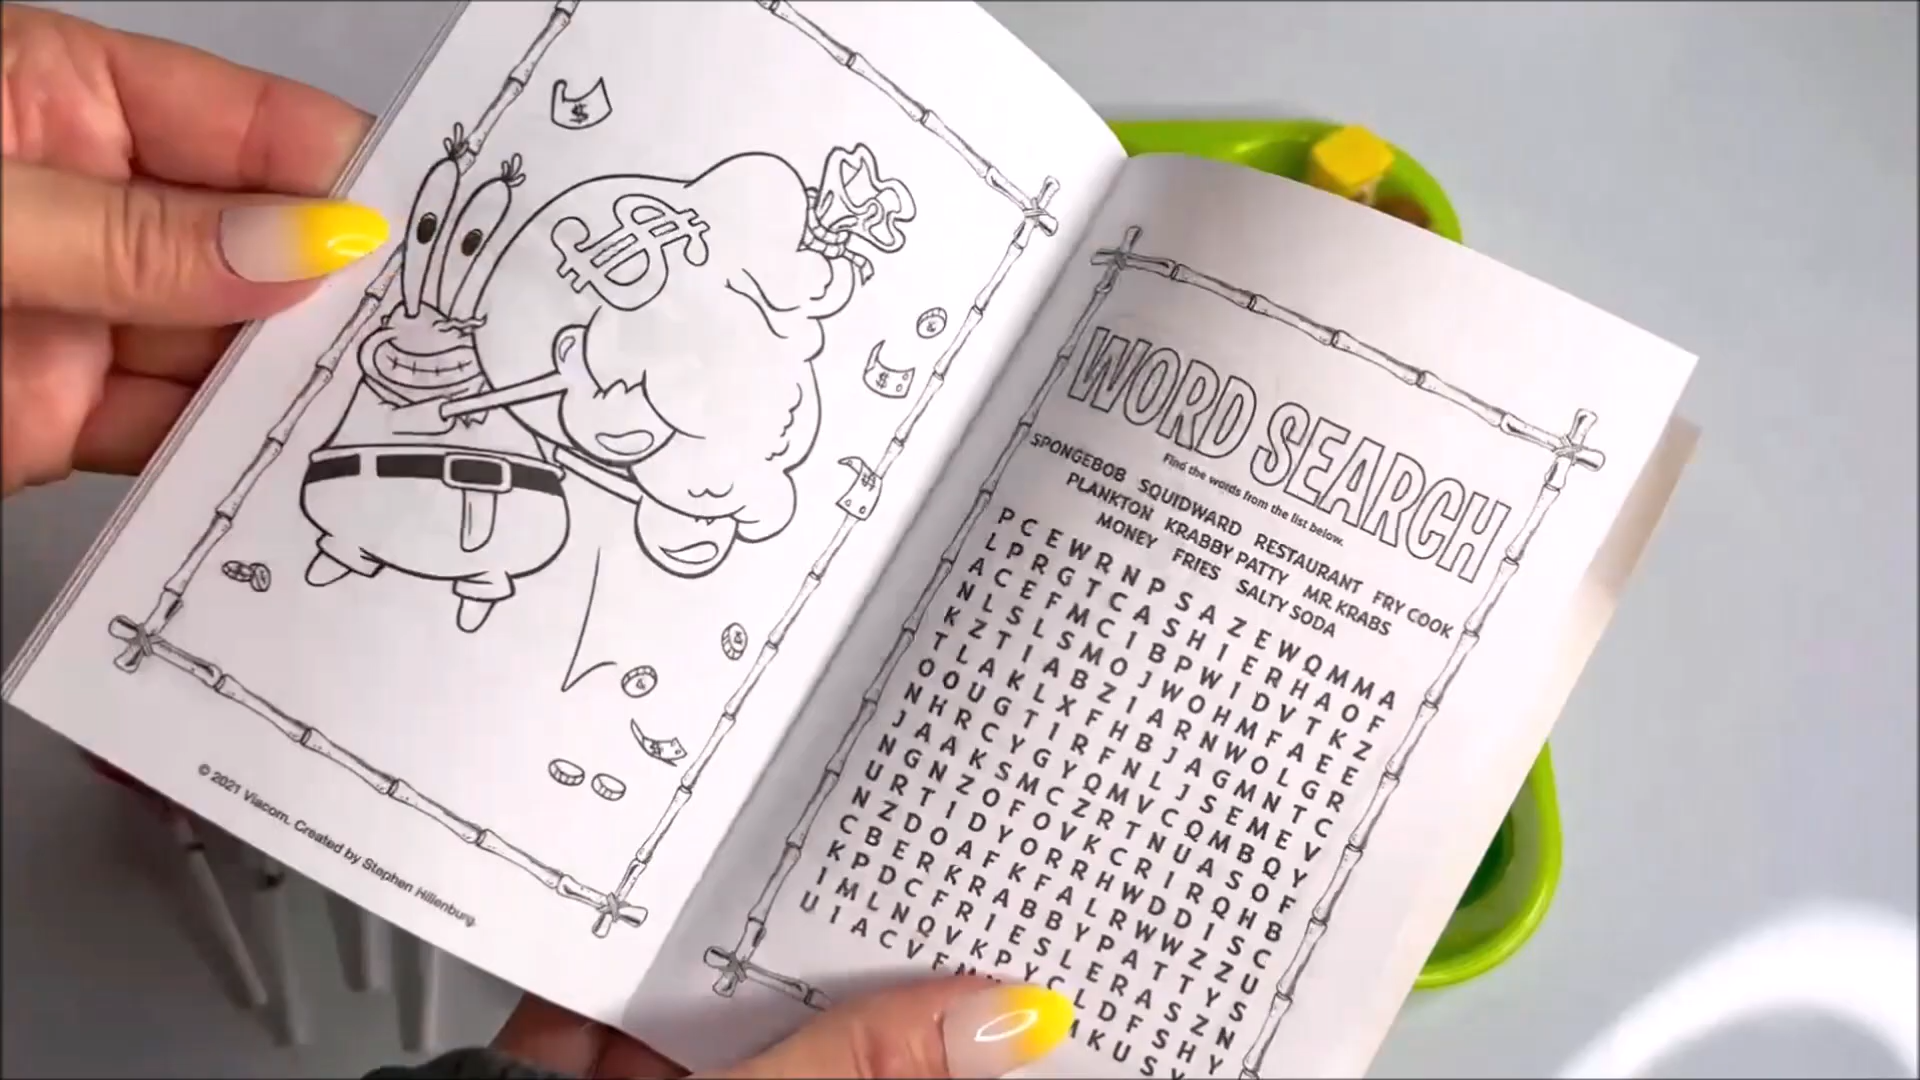 © 2021 Viacom. Created by Stephen Hillenburg.
WORD SEARCH
Find the words from the list below.
SPONGEBOB SQUIDWARD RESTAURANT FRY COOK
PLANKTON KRABBY PATTY MR. KRABS
MONEY FRIES SALTY SODA
P C E W R N P S A Z E W Q M M A
L P R G T C A S H I E R H A O F
A C E F M C I B P W I D V T K Z
N L S L S M O J W O H M F A E E
K Z T I A B Z I A R N W O L G R
T L A K L X F H B J A G M N T C
O O U G T I R F N L J S E M E V
N H R C Y G Y Q M V C Q M B Q Y
J A A K S M C Z R T N U A S O F
N G N Z O F O V K C R I R Q H B
U R T I D Y O R R H W D D I S C
N Z D O A F K F A L R W W Z Z U
C B E R K R A B B Y P A T T Y S
K P D C F R I E S L E R A S Z N
I M L N Q V K P Y C L D F S H Y
U I A C V F K U S